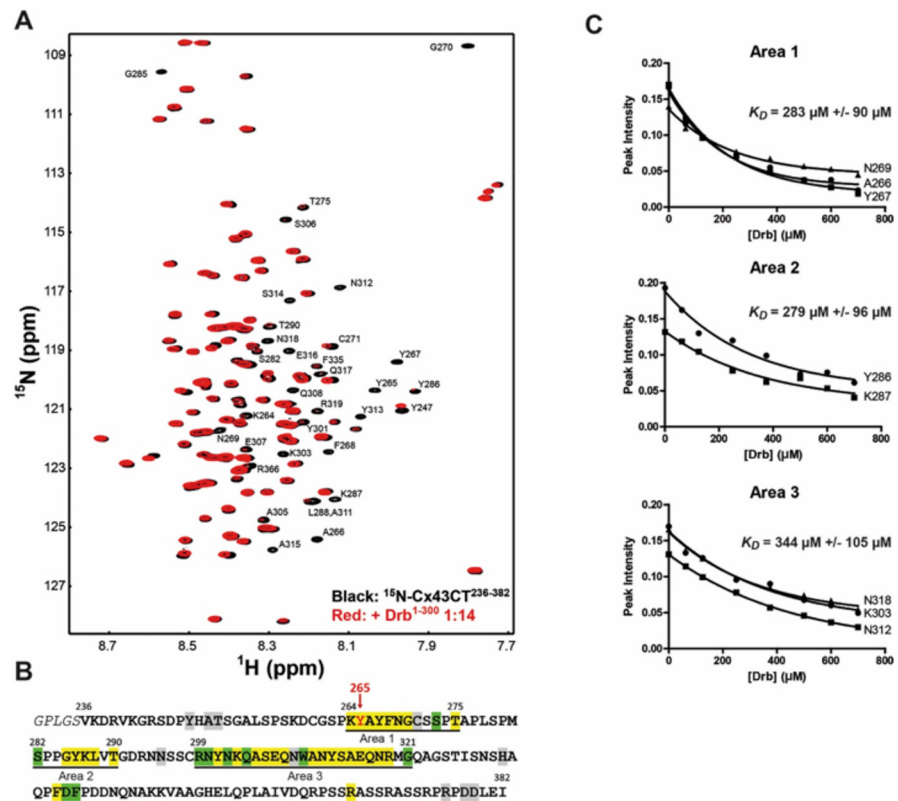 A
G270
G285
T275
S306
N312
S314
T290
N318
C271
S282
E316
F335
Y267
Q317
Y265
Y286
Q308
R319
Y247
K264
Y313
Y301
N269
E307
F268
K303
R366
K287
A305
L288,A311
A266
A315
Black: 15N-Cx43CT236-382
Red: + Drb1-300 1:14
109
111
113
115
117
119
121
123
125
127
15N (ppm)
8.7 8.5 8.3 8.1 7.9 7.7
1H (ppm)
B
265
236 264 275
GPLGSVKDRVKGRSDPYHATSGALSPSKDCGSPKYAYFNGCSSPTAPLSPM
Area 1
282 290 299 321
SPPGYKLVTGDRNNSSCRNYNKQASEQNWANYSAEQNRMGQAGSTISNSHA
Area 2 Area 3
382
QPFDFPDDNQNAKKVAAGHELQPLAIVDQRPSSRASSRASSRPRPDDLEI
C
Area 1
KD = 283 µM +/- 90 µM
Peak Intensity
0.20
0.15
0.10
0.05
0.00
N269
A266
Y267
0 200 400 600 800
[Drb] (µM)
Area 2
KD = 279 µM +/- 96 µM
Peak Intensity
0.20
0.15
0.10
0.05
0.00
Y286
K287
0 200 400 600 800
[Drb] (µM)
Area 3
KD = 344 µM +/- 105 µM
Peak Intensity
0.20
0.15
0.10
0.05
0.00
N318
K303
N312
0 200 400 600 800
[Drb] (µM)